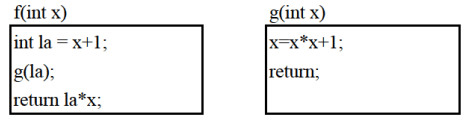 f(int x)
int la = x+1;
g(la);
return la*x;
g(int x)
x=x*x+1;
return;